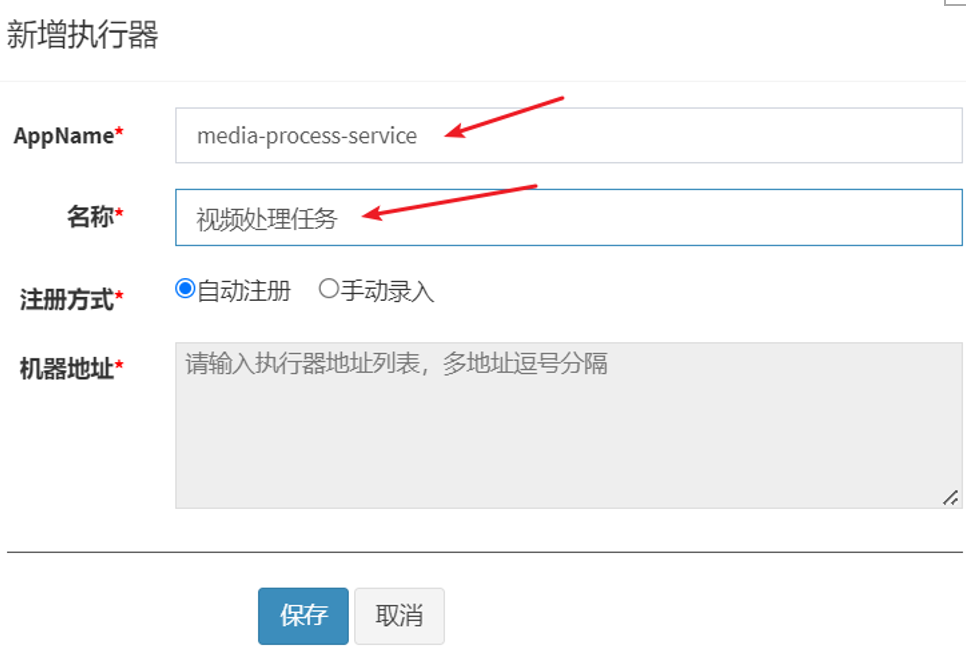 新增执行器
AppName*
media-process-service
名称*
视频处理任务
注册方式*
自动注册 手动录入
机器地址*
请输入执行器地址列表，多地址逗号分隔
保存 取消